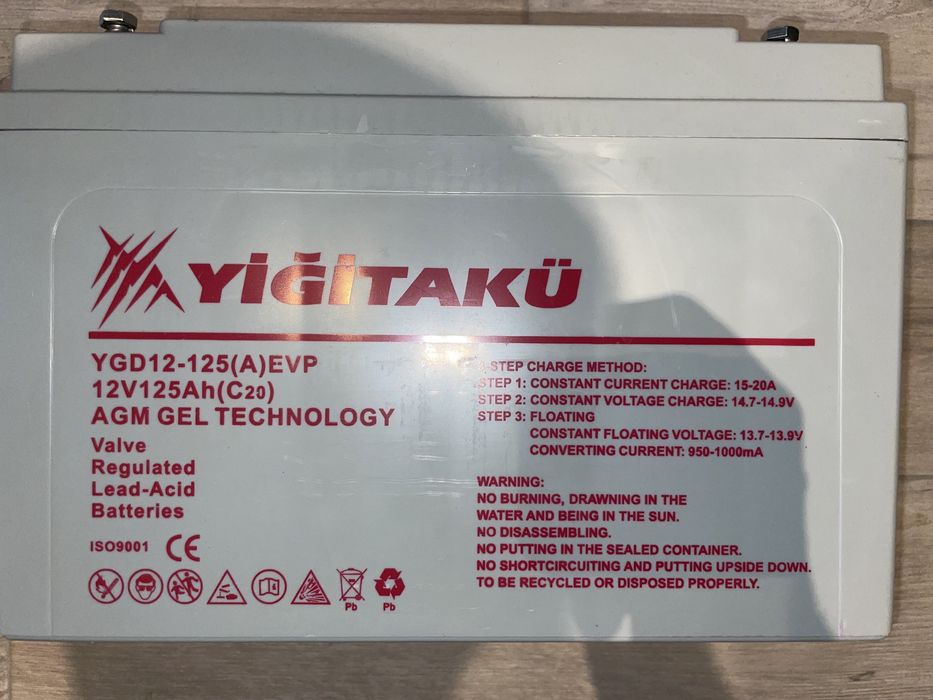 YİĞİTAKÜ
YGD12-125(A)EVP
12V125Ah(C20)
AGM GEL TECHNOLOGY
Valve
Regulated
Lead-Acid
Batteries
ISO9001 CE
Pb Pb
-STEP CHARGE METHOD:
STEP 1: CONSTANT CURRENT CHARGE: 15-20A
STEP 2: CONSTANT VOLTAGE CHARGE: 14.7-14.9V
STEP 3: FLOATING
CONSTANT FLOATING VOLTAGE: 13.7-13.9V
CONVERTING CURRENT: 950-1000mA
WARNING:
NO BURNING, DRAWNING IN THE
WATER AND BEING IN THE SUN.
NO DISASSEMBLING.
NO PUTTING IN THE SEALED CONTAINER.
NO SHORTCIRCUITING AND PUTTING UPSIDE DOWN.
TO BE RECYCLED OR DISPOSED PROPERLY.